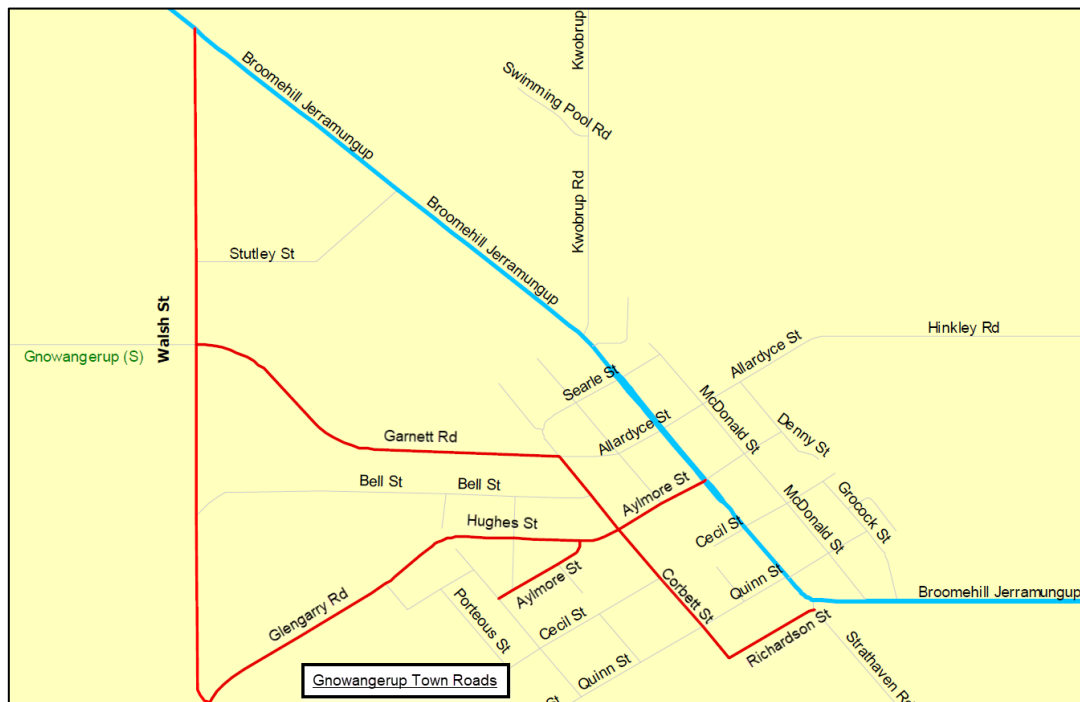 Kwobrup
Swimming Pool Rd
Broomehill Jerramungup
Kwobrup Rd
Broomehill Jerramungup
Stutley St
Walsh St
Gnowangerup (S)
Hinkley Rd
Allardyce St
Searle St
McDonald St
Denny St
Allardyce St
Garnett Rd
Bell St
Bell St
Aylmore St
McDonald St
Grocock St
Hughes St
Cecil St
Aylmore St
Corbett St
Quinn St
Broomehill Jerramungup
Glengarry Rd
Porteous St
Cecil St
Richardson St
Strathaven Rd
Quinn St
Gnowangerup Town Roads
St